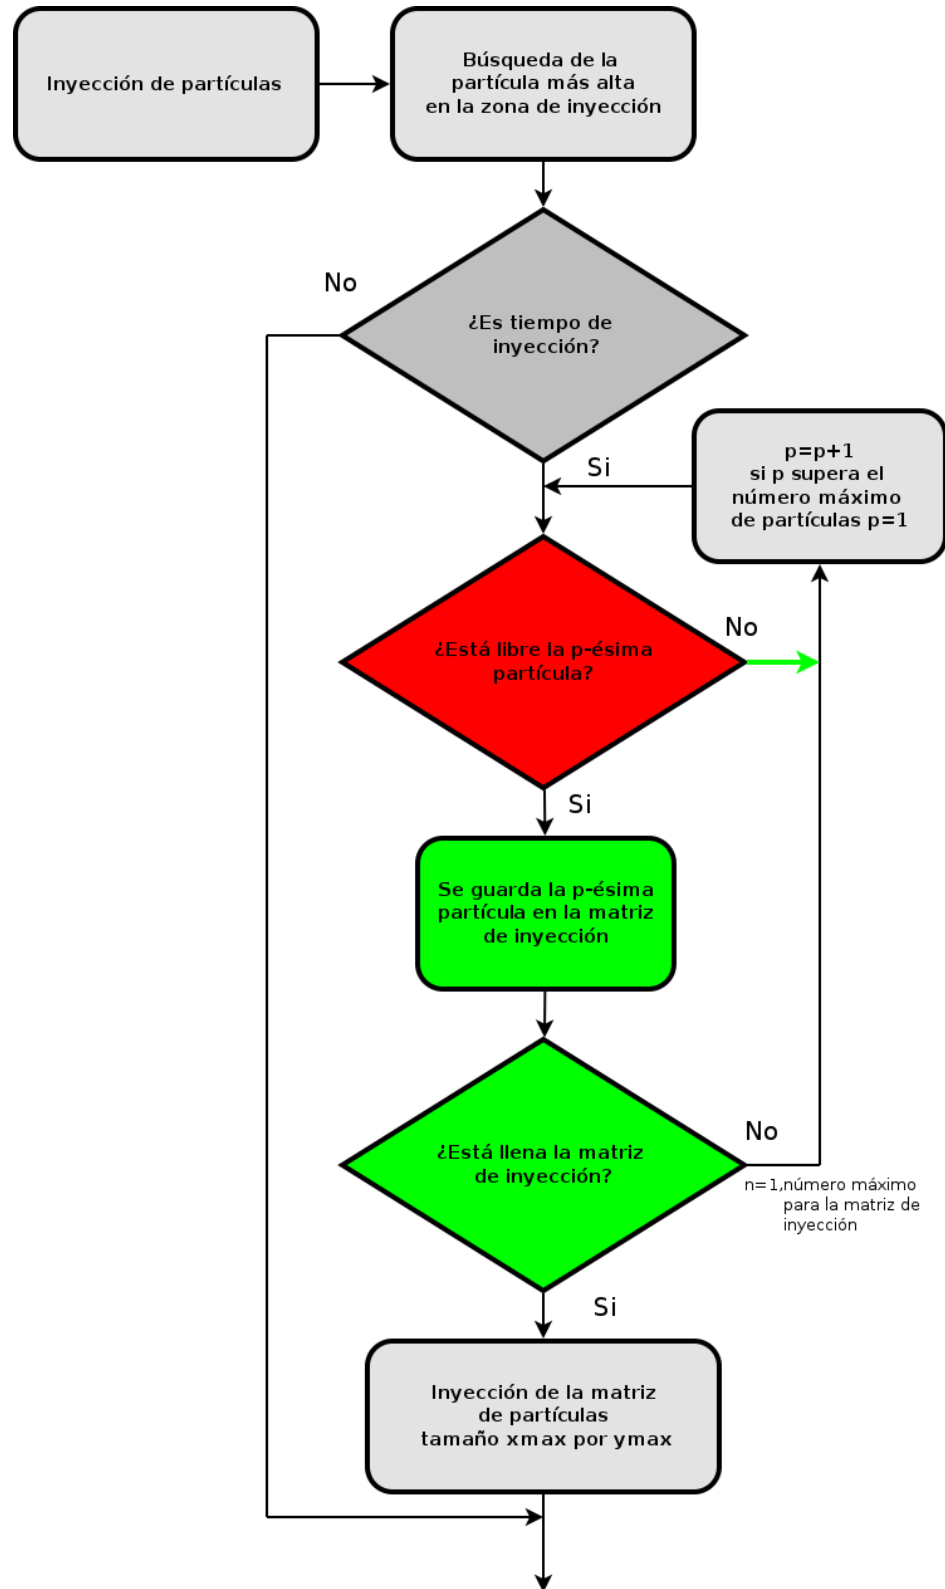 Inyección de partículas
Búsqueda de la
partícula más alta
en la zona de inyección
No
¿Es tiempo de
inyección?
Si
p=p+1
si p supera el
número máximo
de partículas p=1
¿Está libre la p-ésima
partícula?
No
Si
Se guarda la p-ésima
partícula en la matriz
de inyección
¿Está llena la matriz
de inyección?
No
n=1,número máximo
para la matriz de
inyección
Si
Inyección de la matriz
de partículas
tamaño xmax por ymax